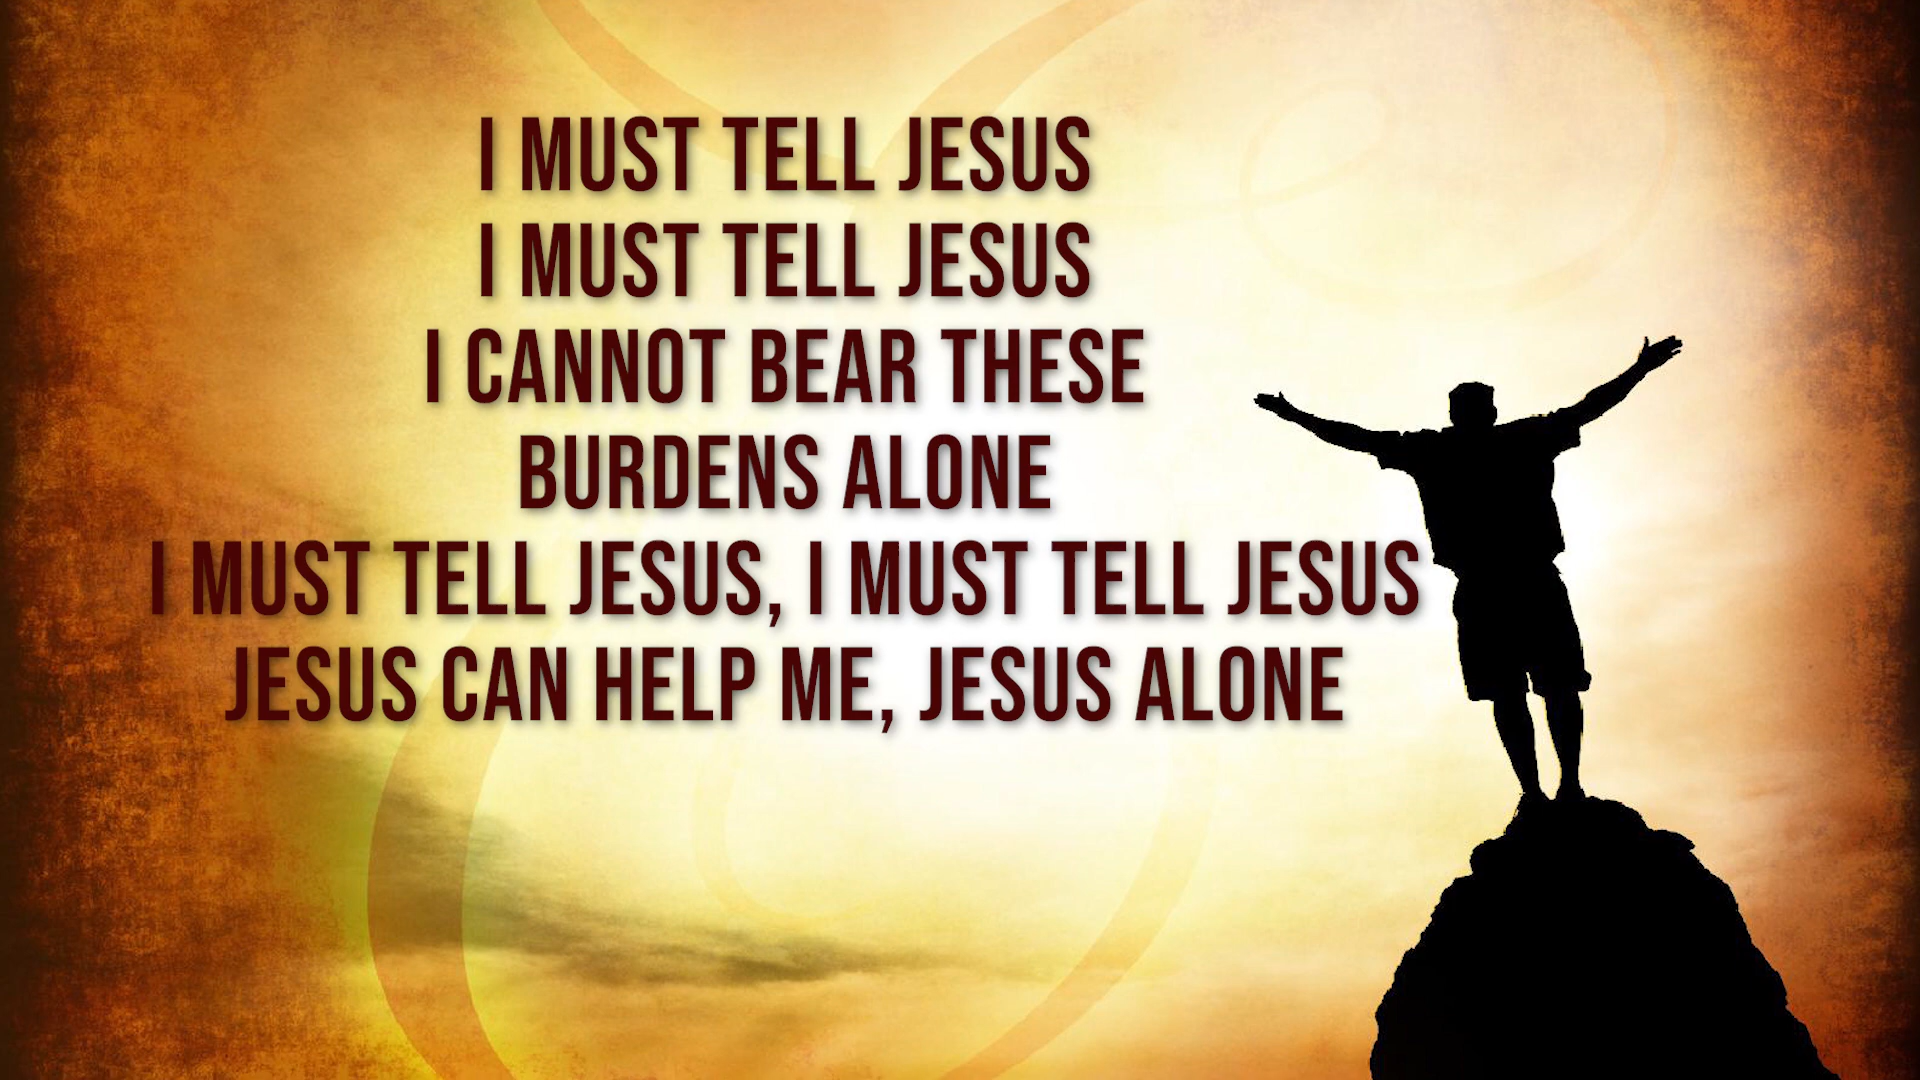 I MUST TELL JESUS
I MUST TELL JESUS
I CANNOT BEAR THESE
BURDENS ALONE
I MUST TELL JESUS, I MUST TELL JESUS
JESUS CAN HELP ME, JESUS ALONE